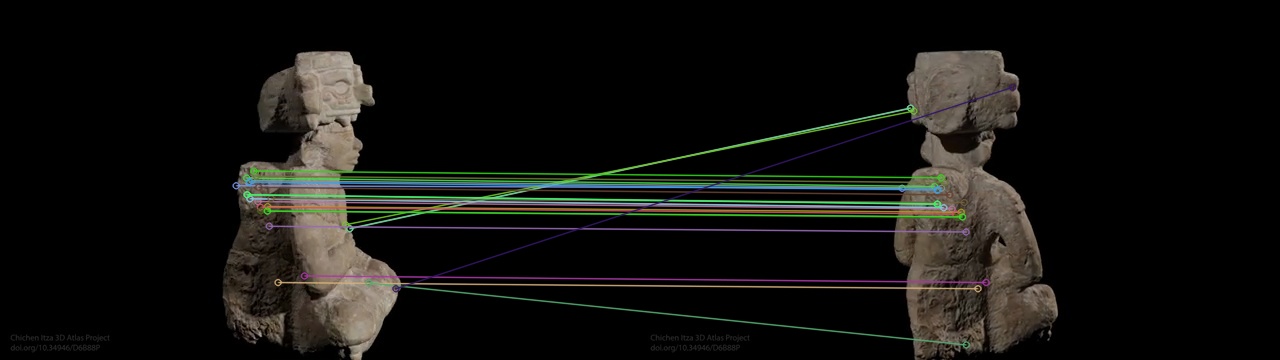 Chichen Itza 3D Atlas Project
doi.org/10.34946/D6B88P
Chichen Itza 3D Atlas Project
doi.org/10.34946/D6B88P